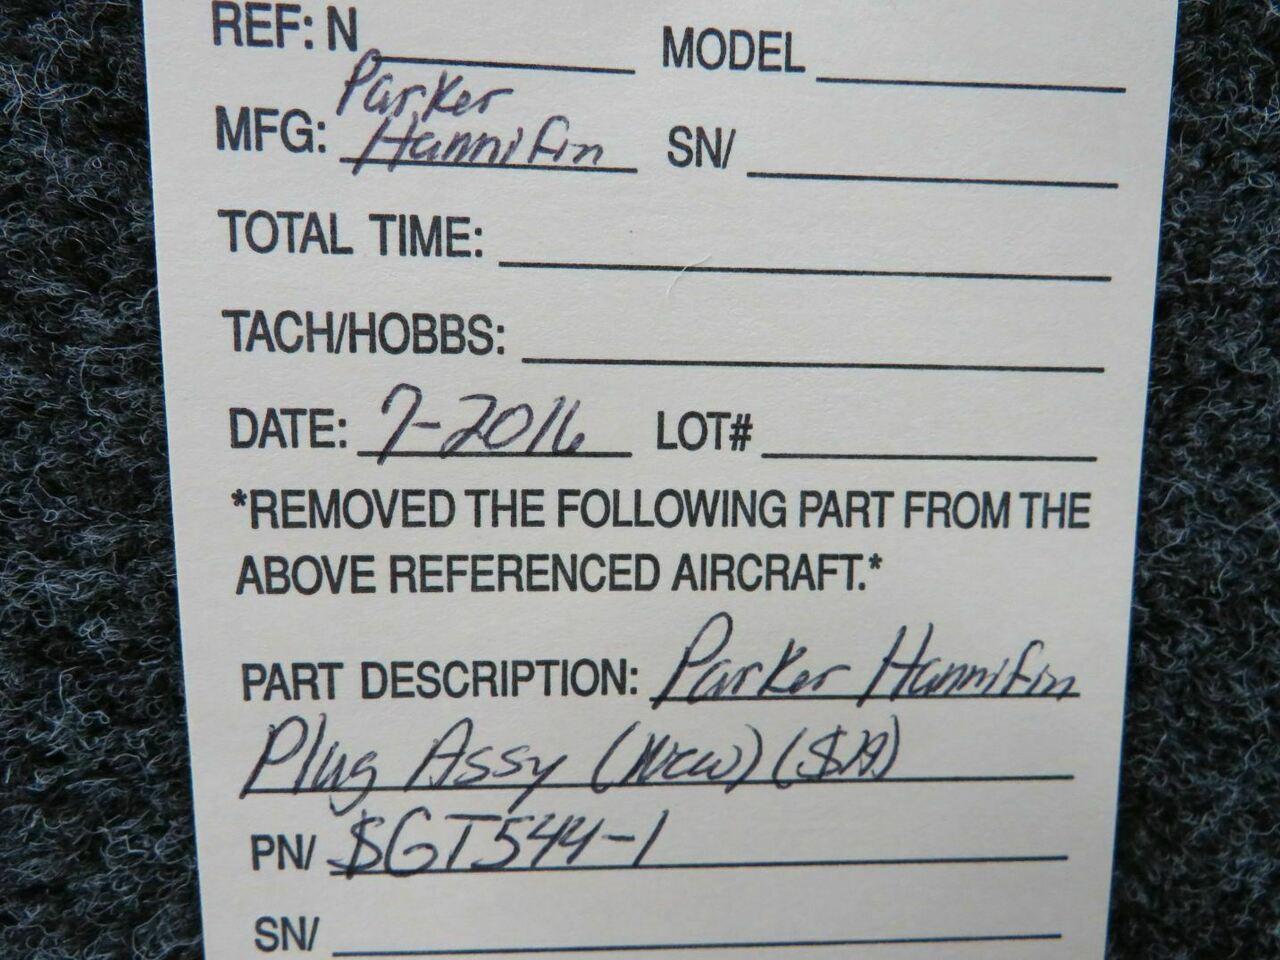 REF: N MODEL
Parker
MFG: Hannifin SN/
TOTAL TIME:
TACH/HOBBS:
DATE: 7-2016 LOT#
*REMOVED THE FOLLOWING PART FROM THE
ABOVE REFERENCED AIRCRAFT.*
PART DESCRIPTION: Parker Hannifin
Plug Assy (New)
PN/ SGT544-1
SN/